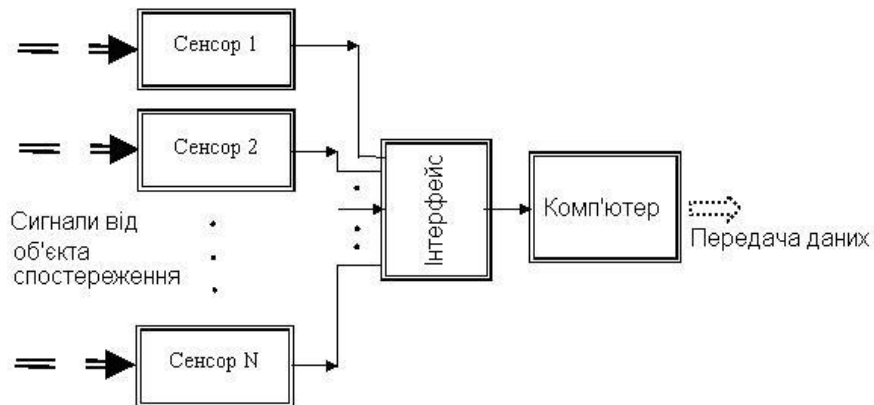 Сенсор 1
Сенсор 2
Сигнали від
об'єкта
спостереження
Сенсор N
Інтерфейс
Комп'ютер
Передача даних